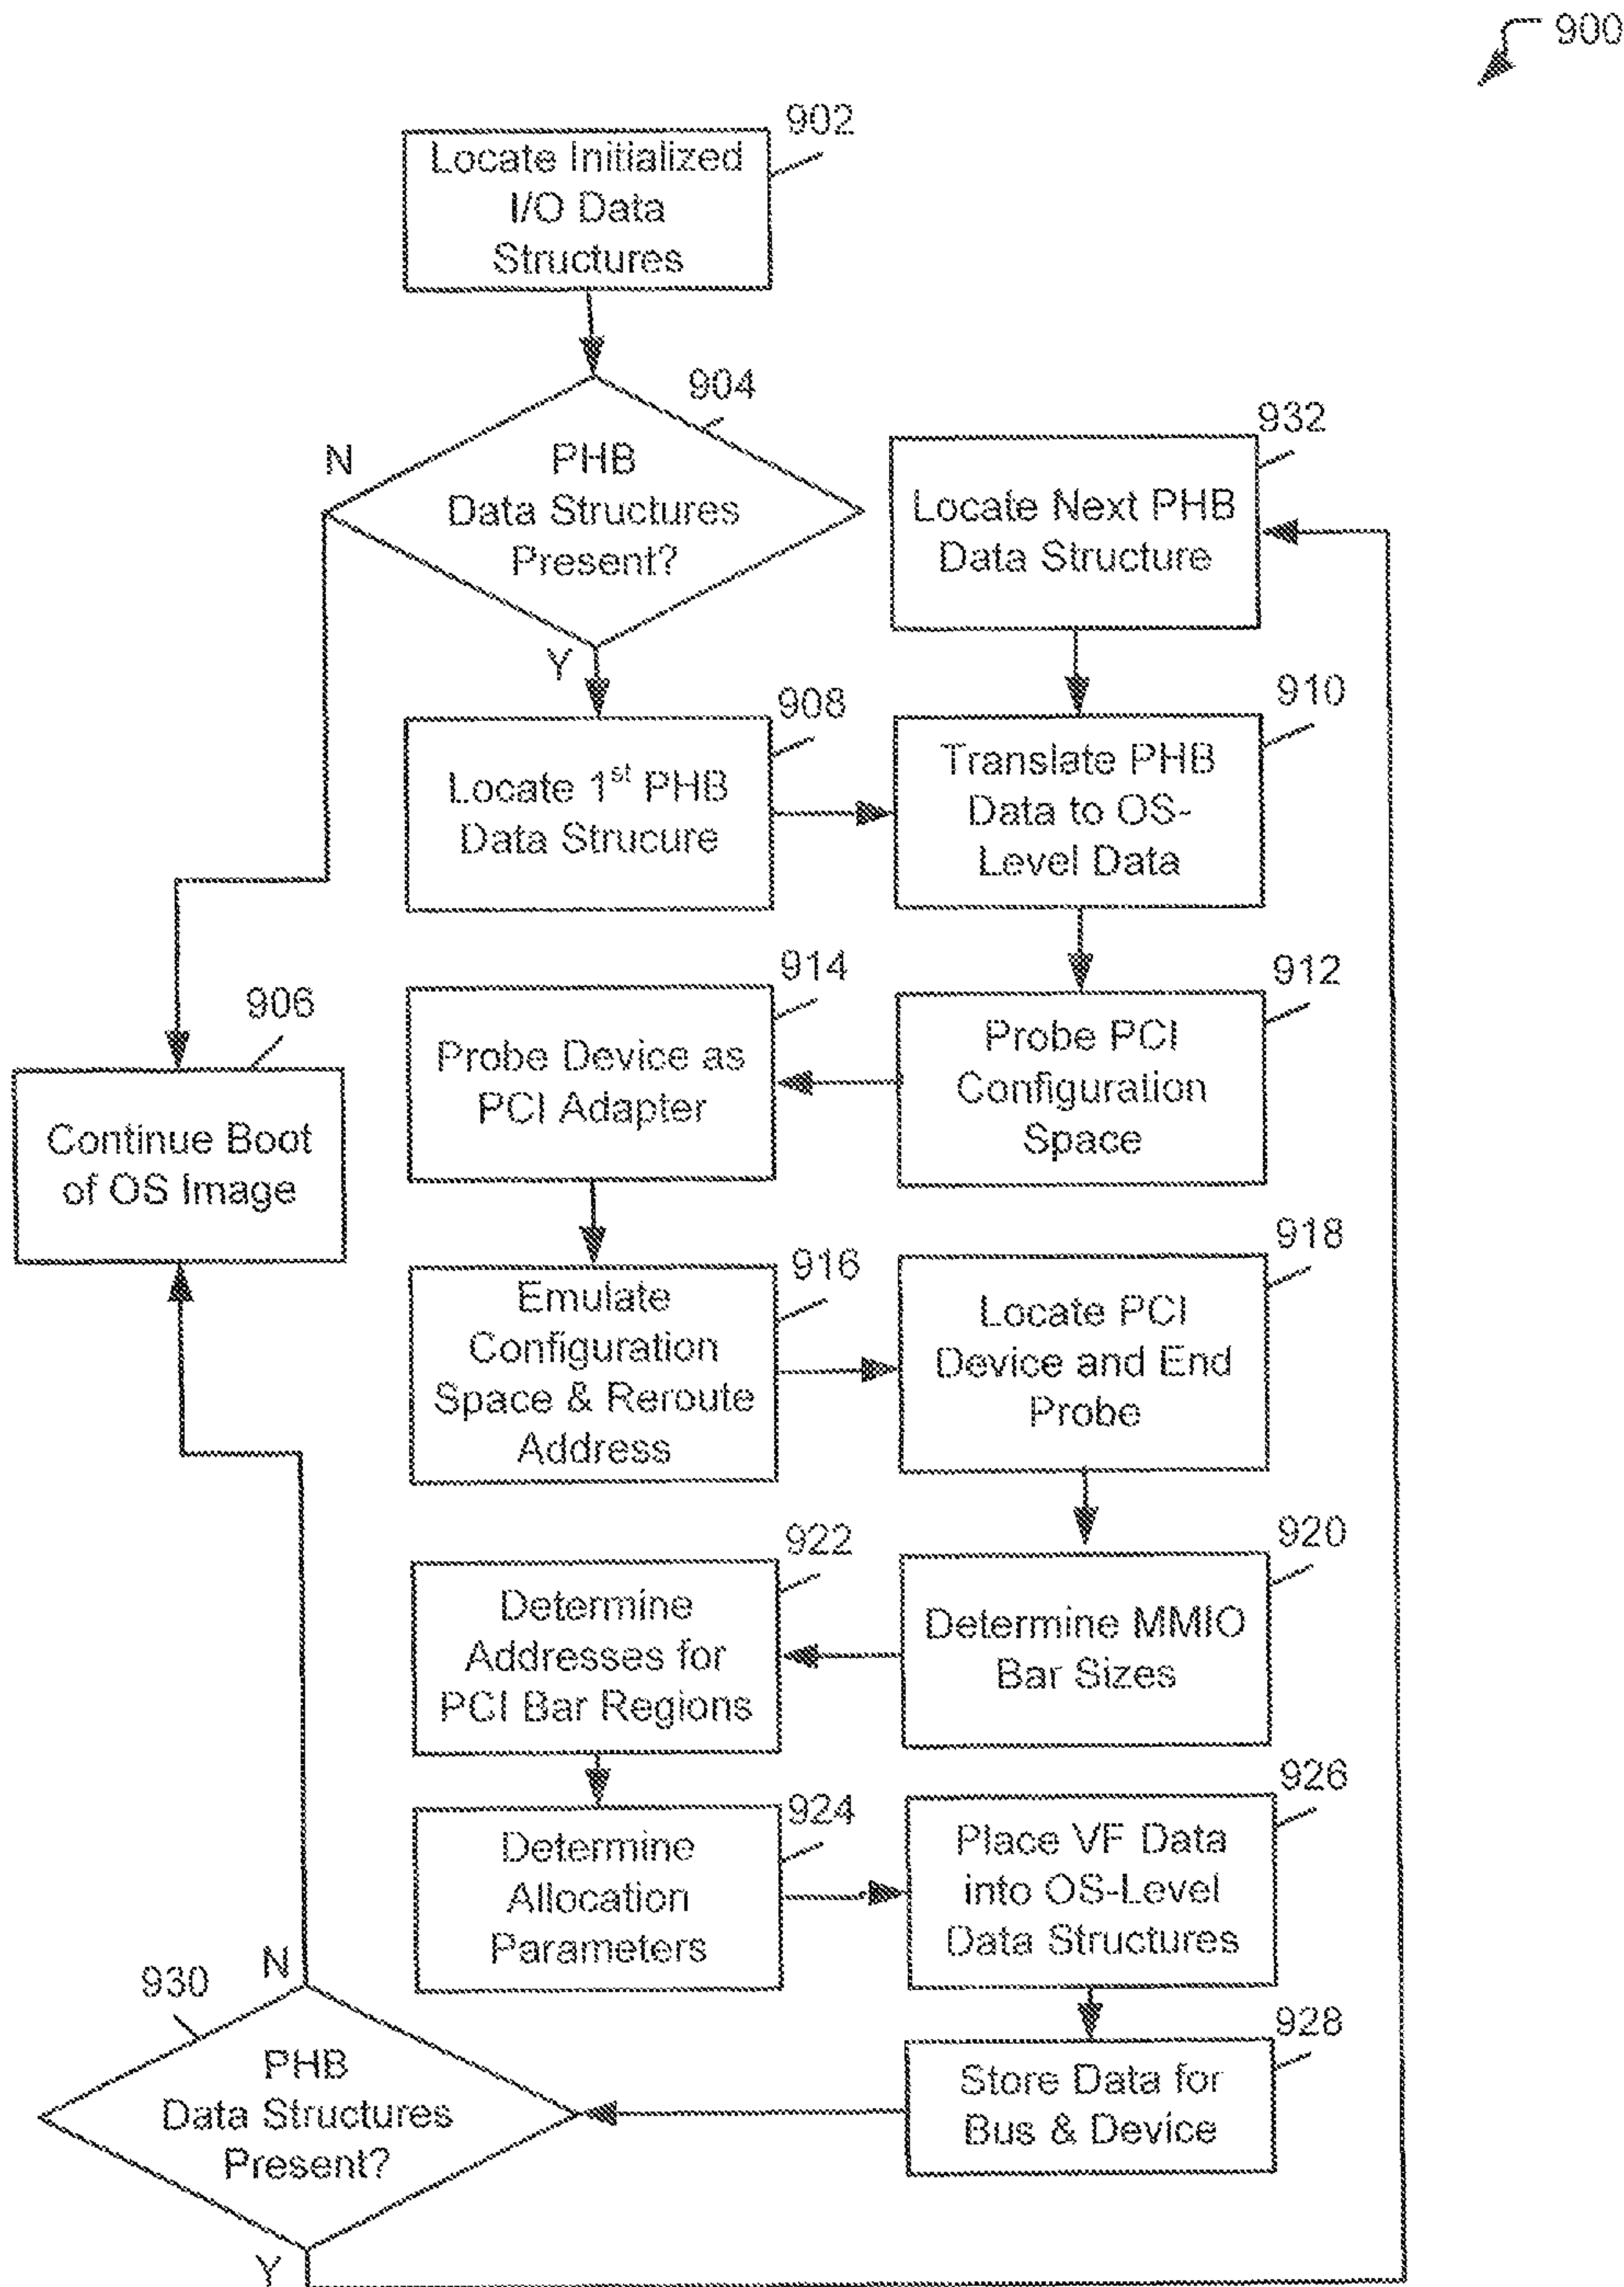 900
902
Locate Initialized
I/O Data
Structures
904
N
PHB
Data Structures
Present?
Y
932
Locate Next PHB
Data Structure
908
Locate 1st PHB
Data Strucure
910
Translate PHB
Data to OS-
Level Data
906
Continue Boot
of OS Image
914
Probe Device as
PCI Adapter
912
Probe PCI
Configuration
Space
916
Emulate
Configuration
Space & Reroute
Address
918
Locate PCI
Device and End
Probe
922
Determine
Addresses for
PCI Bar Regions
920
Determine MMIO
Bar Sizes
924
Determine
Allocation
Parameters
926
Place VF Data
into OS-Level
Data Structures
930
N
PHB
Data Structures
Present?
Y
928
Store Data for
Bus & Device